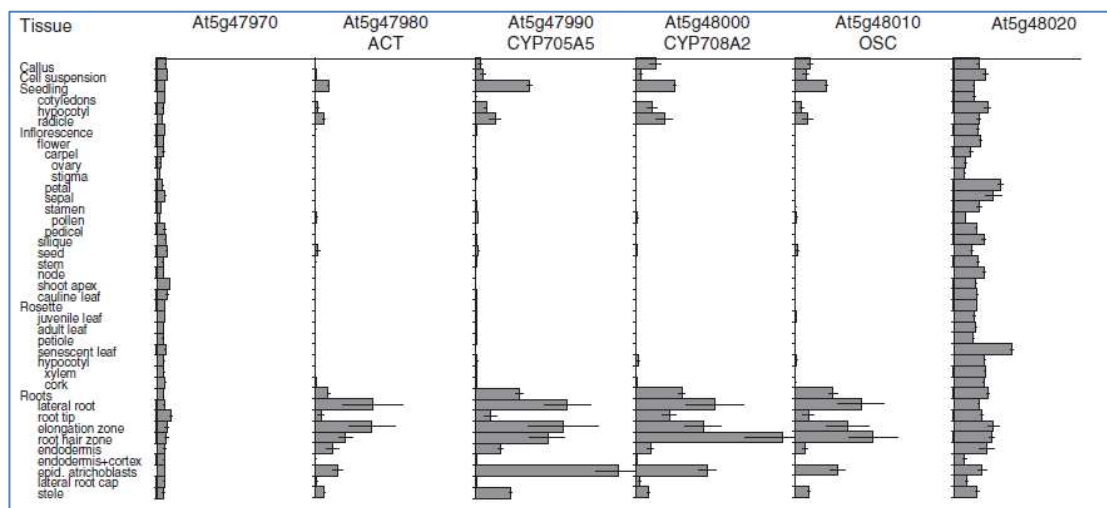 Tissue At5g47970 At5g47980 At5g47990 At5g48000 At5g48010 At5g48020
ACT CYP705A5 CYP708A2 OSC
Callus
Cell suspension
Seedling
cotyledons
hypocotyl
radicle
Inflorescence
flower
carpel
ovary
stigma
petal
sepal
stamen
pollen
pedicel
silique
seed
stem
node
shoot apex
cauline leaf
Rosette
juvenile leaf
adult leaf
petiole
senescent leaf
hypocotyl
xylem
cork
Roots
lateral root
root tip
elongation zone
root hair zone
endodermis
endodermis+cortex
epid. atrichoblasts
lateral root cap
stele